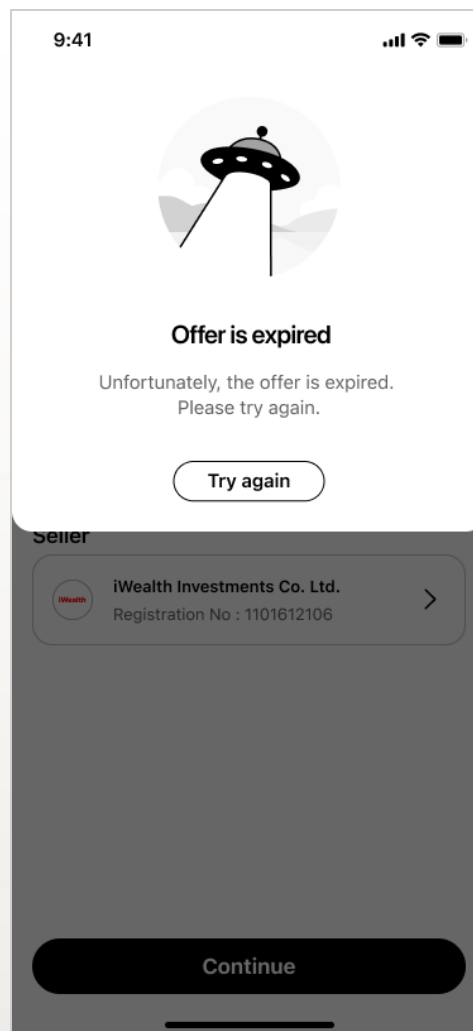 9:41
Offer is expired
Unfortunately, the offer is expired.
Please try again.
Try again
Seller
iWealth
iWealth Investments Co. Ltd.
Registration No : 1101612106
Continue